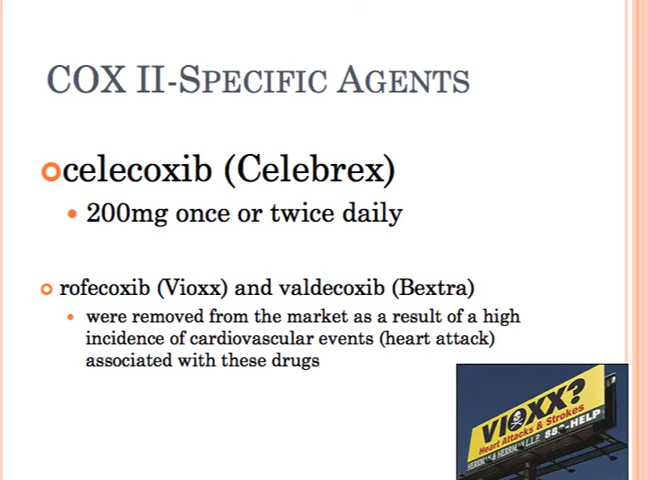 COX II-SPECIFIC AGENTS
celecoxib (Celebrex)
200mg once or twice daily
rofecoxib (Vioxx) and valdecoxib (Bextra)
were removed from the market as a result of a high
incidence of cardiovascular events (heart attack)
associated with these drugs
VIOXX?
Heart Attacks & Strokes
HERRMAN & HERRMAN L.L.P.
HELP